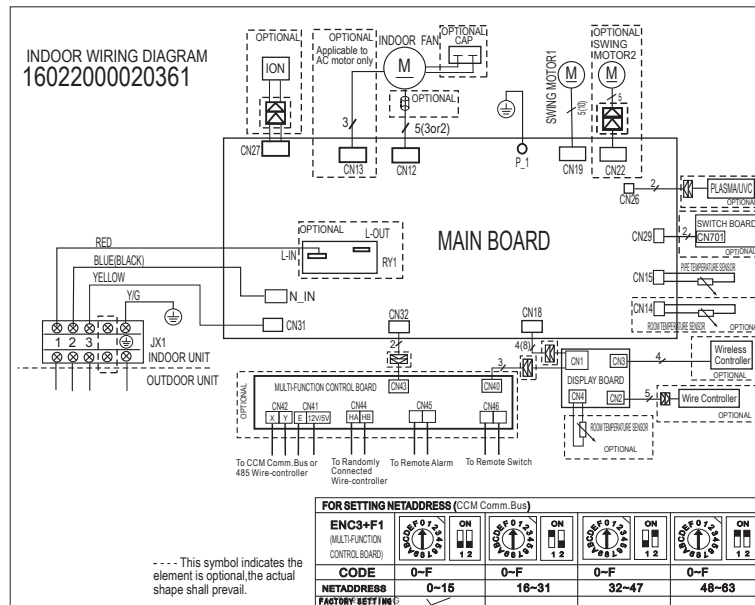 INDOOR WIRING DIAGRAM
16022000020361
OPTIONAL
ION
CN27
OPTIONAL
Applicable to
AC motor only
3
CN13
INDOOR FAN
M
OPTIONAL
CAP
OPTIONAL
5(3or2)
CN12
P_1
SWING MOTOR1
M
5(10)
CN19
OPTIONAL
SWING
MOTOR2
M
5
CN22
CN26
2
PLASMA/UVC
OPTIONAL
CN29
2
SWITCH BOARD
CN701
OPTIONAL
CN15
PIPE TEMPERATURE SENSOR
CN14
ROOM TEMPERATURE SENSOR
OPTIONAL
MAIN BOARD
OPTIONAL
L-OUT
L-IN
RY1
RED
BLUE(BLACK)
YELLOW
Y/G
N_IN
CN31
1 2 3
JX1
INDOOR UNIT
OUTDOOR UNIT
CN32
2
CN18
4(8)
3
OPTIONAL
MULTI-FUNCTION CONTROL BOARD
CN43
CN40
CN42
X Y
CN41
E 12V/5V
CN44
HA HB
CN45
CN46
To CCM Comm.Bus or
485 Wire-controller
To Randomly
Connected
Wire-controller
To Remote Alarm
To Remote Switch
CN1
CN3
DISPLAY BOARD
CN4
CN2
4
Wireless
Controller
OPTIONAL
5
Wire Controller
OPTIONAL
ROOM TEMPERATURE SENSOR
OPTIONAL
---- This symbol indicates the
element is optional,the actual
shape shall prevail.
FOR SETTING NETADDRESS (CCM Comm.Bus)
ENC3+F1
(MULTI-FUNCTION
CONTROL BOARD)
ON
1 2
ON
1 2
ON
1 2
ON
1 2
CODE 0~F 0~F 0~F 0~F
NETADDRESS 0~15 16~31 32~47 48~63
FACTORY SETTING